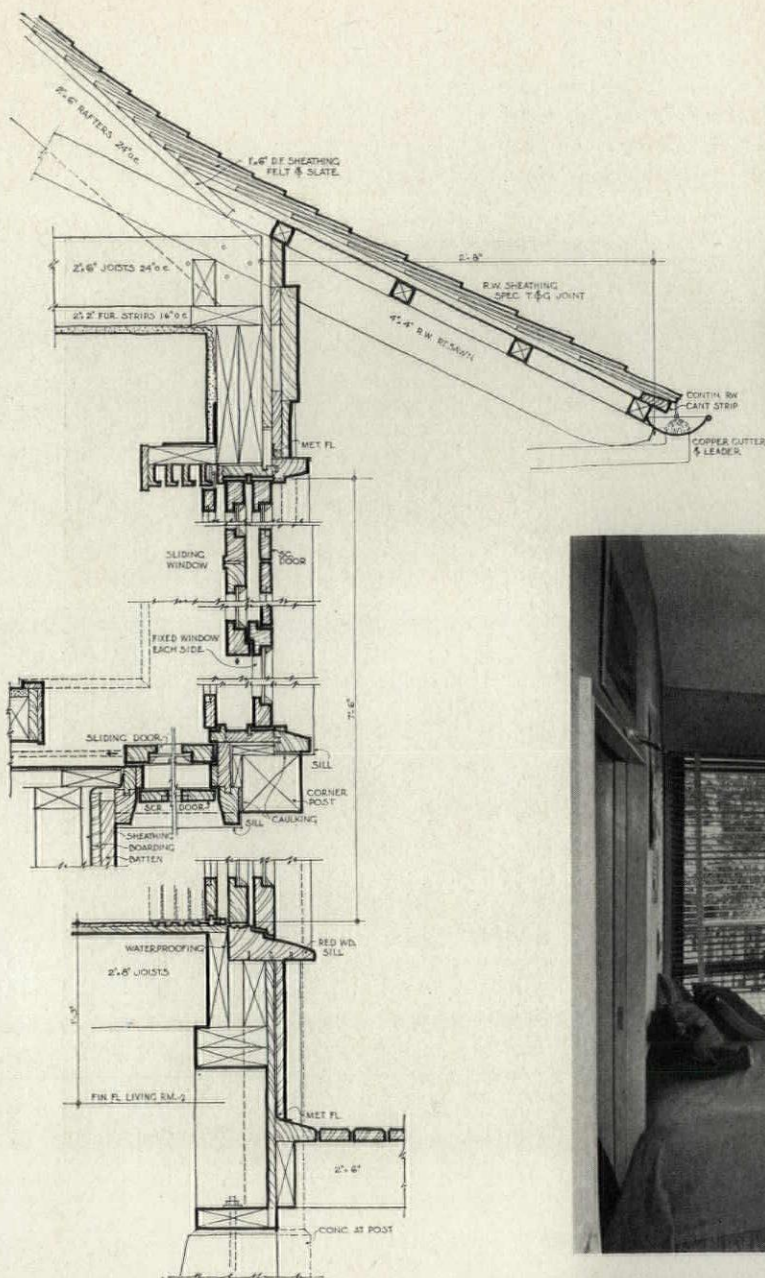 2"x6" RAFTERS 24" O.C.
1"x6" D.F. SHEATHING
FELT & SLATE
2"x6" JOISTS 24" O.C.
2'-8"
R.W. SHEATHING
SPEC. T&G JOINT
2"x2" FUR. STRIPS 16" O.C.
4"x4" R.W. RESAWN
CONTIN. RW
CANT STRIP
COPPER GUTTER
& LEADER
MET. FL.
SLIDING
WINDOW
SC.
DOOR
FIXED WINDOW
EACH SIDE
7'-6"
SLIDING DOOR
SILL
CORNER
POST
SCR. DOOR
SILL
CAULKING
SHEATHING
BOARDING
BATTEN
WATERPROOFING
RED WD.
SILL
2"x8" JOISTS
FIN. FL. LIVING RM.
MET FL
2"x6"
CONC. AT POST